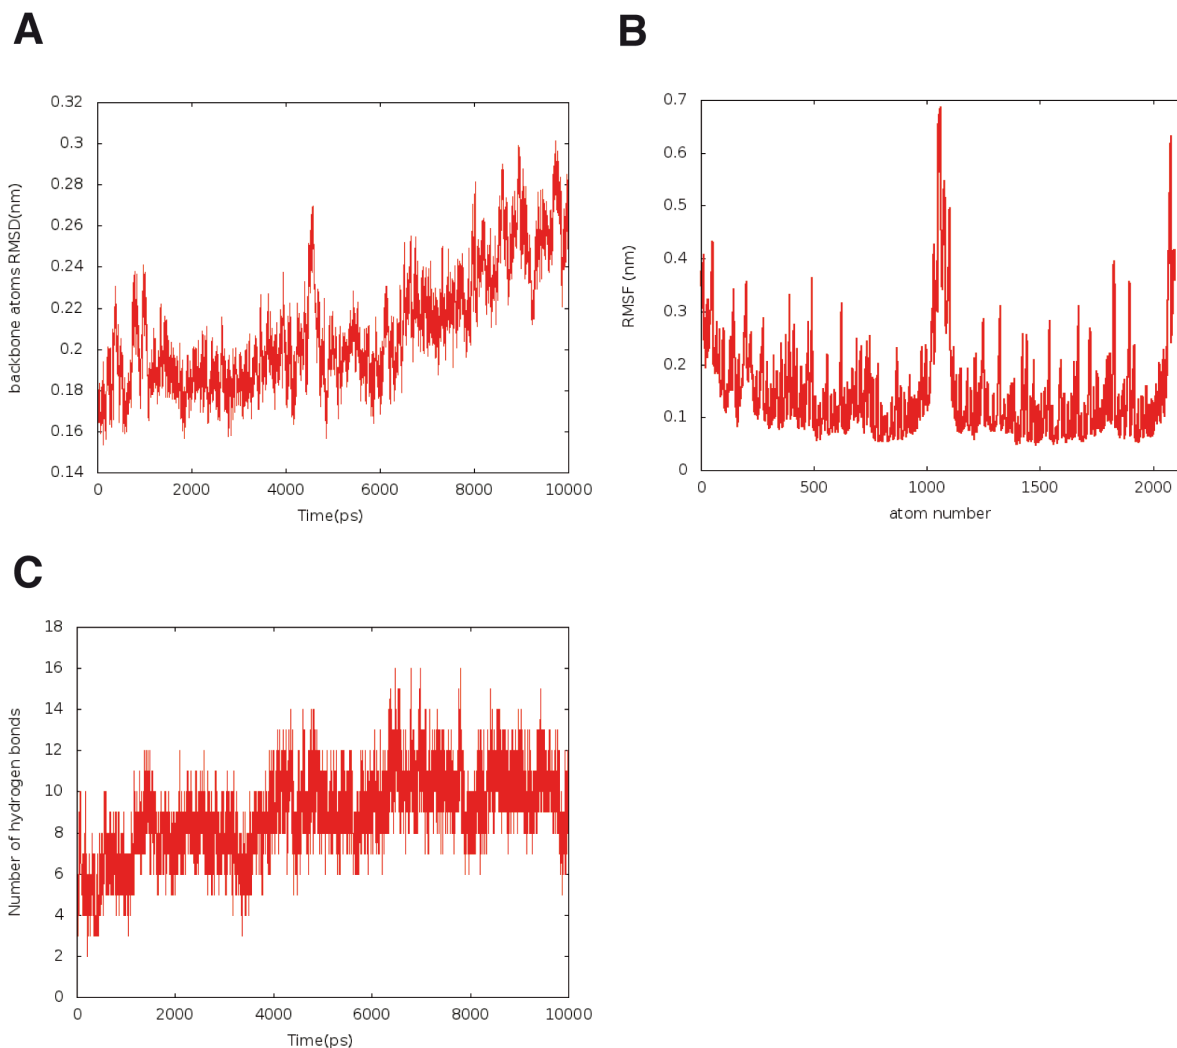 A
backbone atoms RMSD(nm)
0.32
0.3
0.28
0.26
0.24
0.22
0.2
0.18
0.16
0.14
0 2000 4000 6000 8000 10000
Time(ps)
B
RMSF (nm)
0.7
0.6
0.5
0.4
0.3
0.2
0.1
0
0 500 1000 1500 2000
atom number
C
Number of hydrogen bonds
18
16
14
12
10
8
6
4
2
0
0 2000 4000 6000 8000 10000
Time(ps)